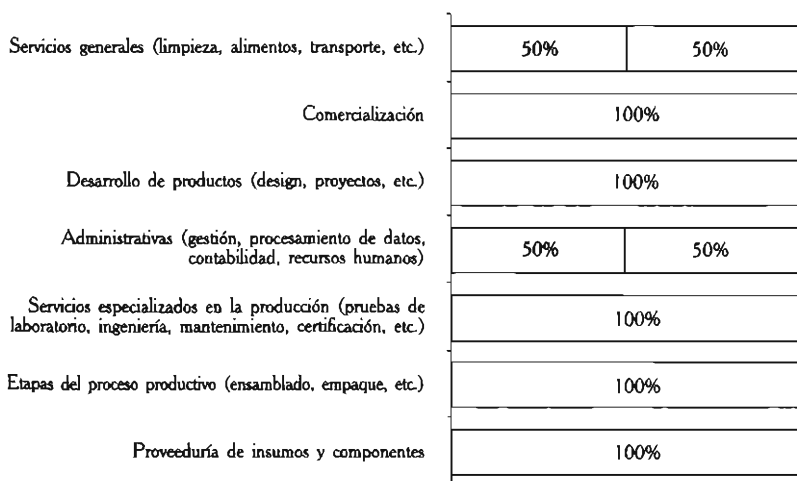 Servicios generales (limpieza, alimentos, transporte, etc.) 50% 50%
Comercialización 100%
Desarrollo de productos (design, proyectos, etc.) 100%
Administrativas (gestión, procesamiento de datos,
contabilidad, recursos humanos) 50% 50%
Servicios especializados en la producción (pruebas de
laboratorio, ingeniería, mantenimiento, certificación, etc.) 100%
Etapas del proceso productivo (ensamblado, empaque, etc.) 100%
Proveeduría de insumos y componentes 100%